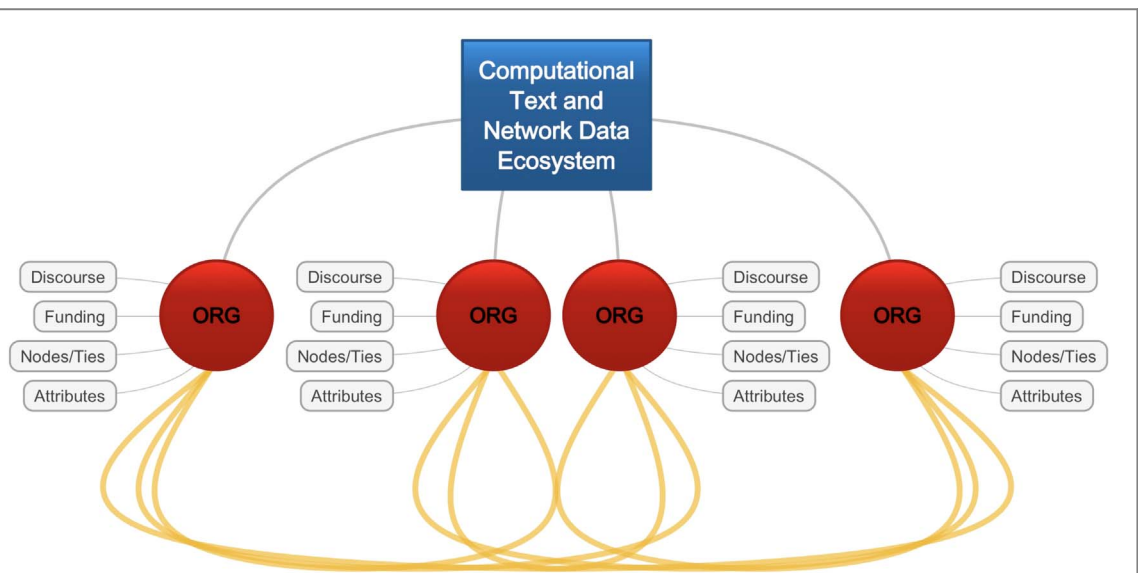 Computational
Text and
Network Data
Ecosystem
Discourse
Funding
Nodes/Ties
Attributes
ORG
Discourse
Funding
Nodes/Ties
Attributes
ORG
ORG
Discourse
Funding
Nodes/Ties
Attributes
ORG
Discourse
Funding
Nodes/Ties
Attributes